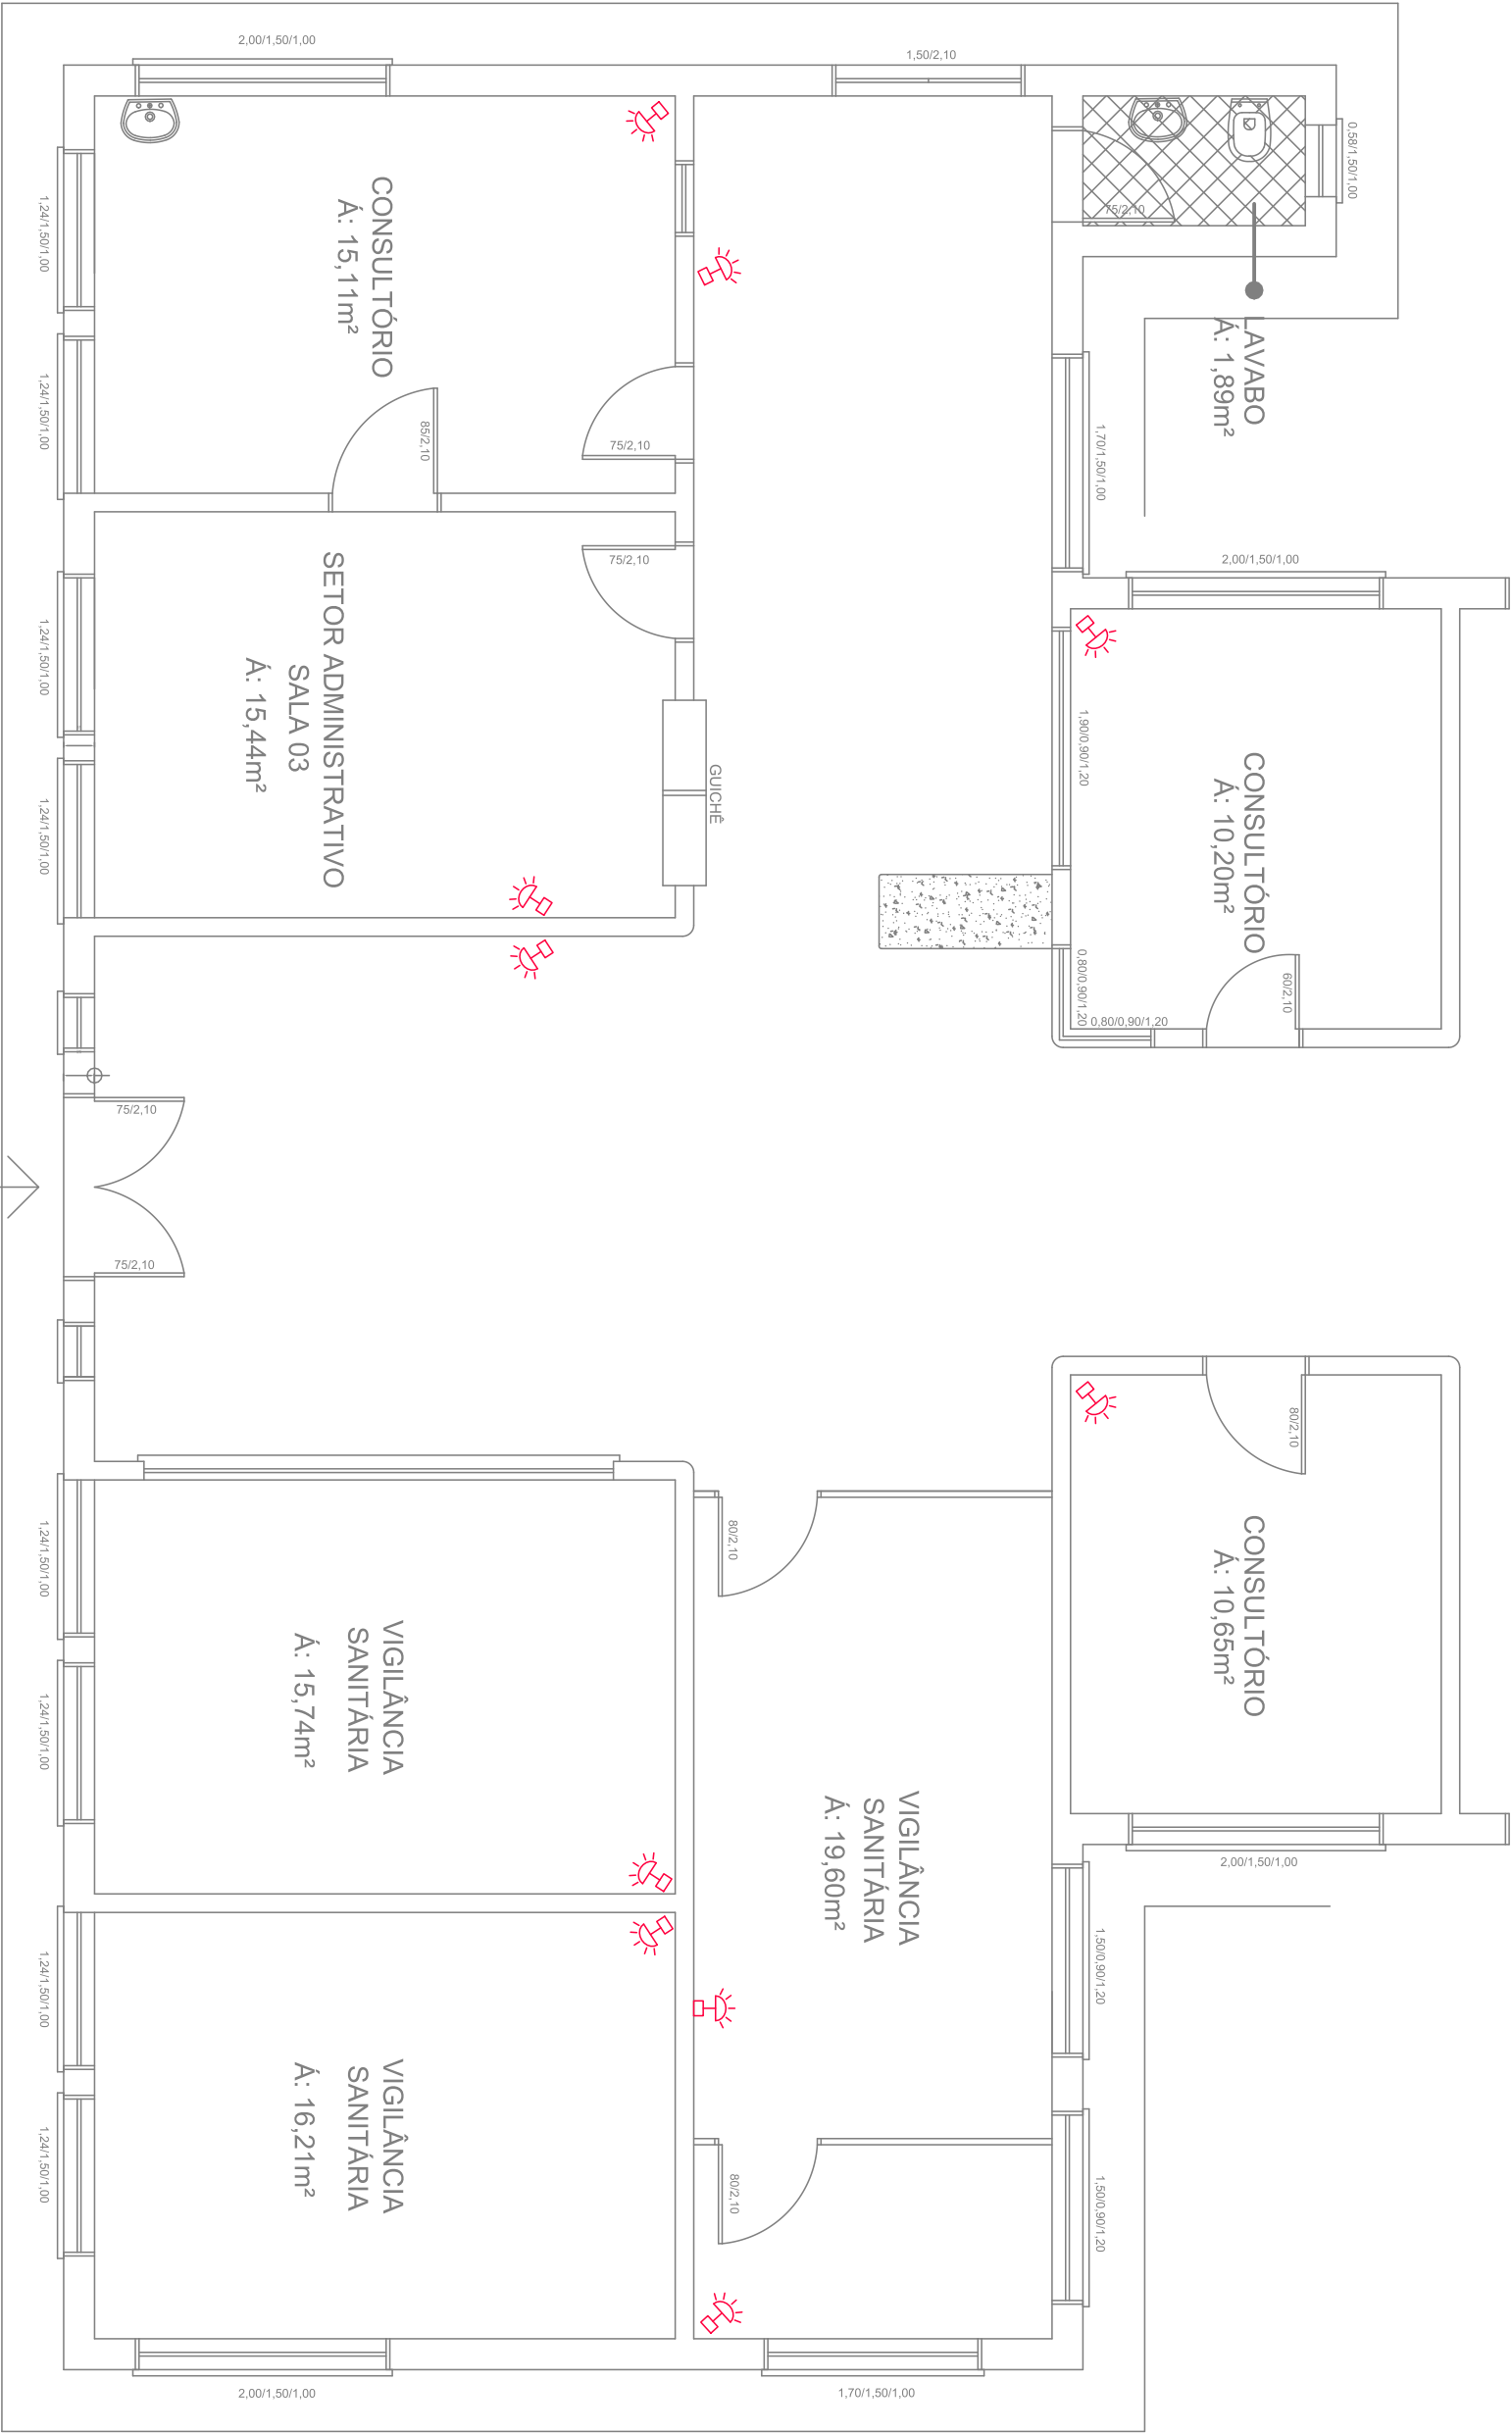 2,00/1,50/1,00
1,50/2,10
0,58/1,50/1,00
75/2,10
LAVABO
Á: 1,89m²
1,24/1,50/1,00
CONSULTÓRIO
Á: 15,11m²
1,24/1,50/1,00
85/2,10
75/2,10
1,70/1,50/1,00
75/2,10
2,00/1,50/1,00
SETOR ADMINISTRATIVO
SALA 03
Á: 15,44m²
1,24/1,50/1,00
1,24/1,50/1,00
GUICHÊ
1,90/0,90/1,20
CONSULTÓRIO
Á: 10,20m²
0,80/0,90/1,20
0,80/0,90/1,20
60/2,10
75/2,10
75/2,10
80/2,10
CONSULTÓRIO
Á: 10,65m²
80/2,10
1,24/1,50/1,00
VIGILÂNCIA
SANITÁRIA
Á: 15,74m²
1,24/1,50/1,00
VIGILÂNCIA
SANITÁRIA
Á: 19,60m²
2,00/1,50/1,00
1,50/0,90/1,20
1,24/1,50/1,00
VIGILÂNCIA
SANITÁRIA
Á: 16,21m²
1,24/1,50/1,00
80/2,10
1,50/0,90/1,20
2,00/1,50/1,00
1,70/1,50/1,00